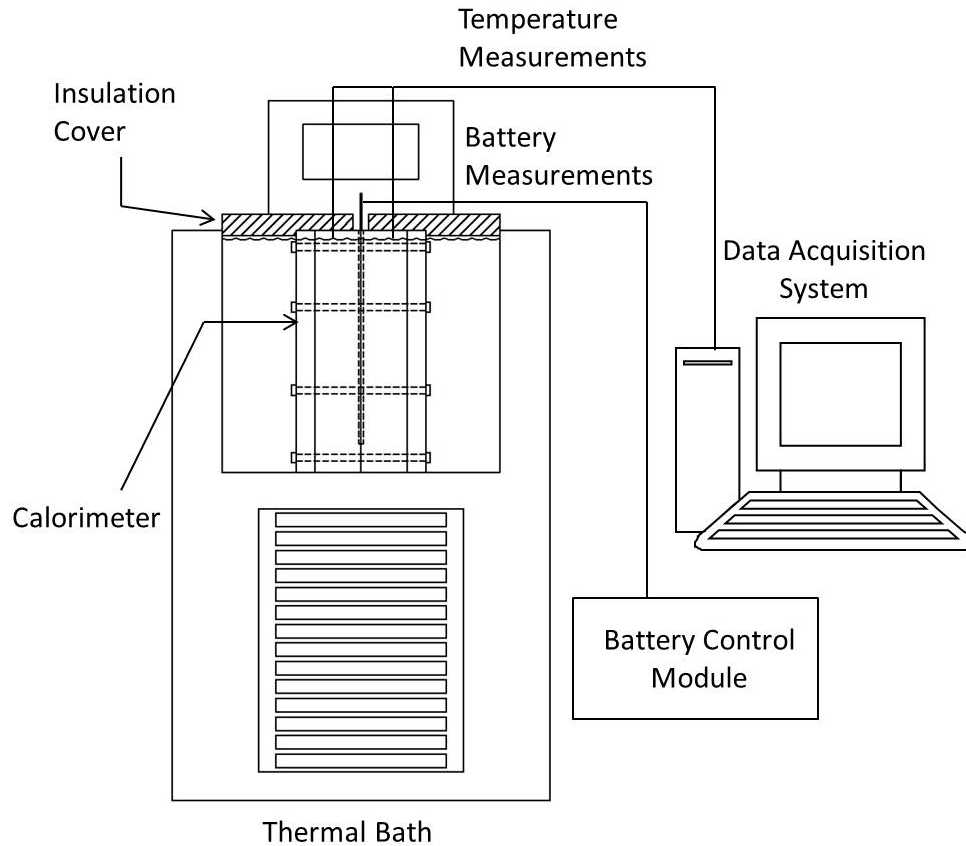 Temperature
Measurements
Insulation
Cover
Battery
Measurements
Data Acquisition
System
Calorimeter
Battery Control
Module
Thermal Bath